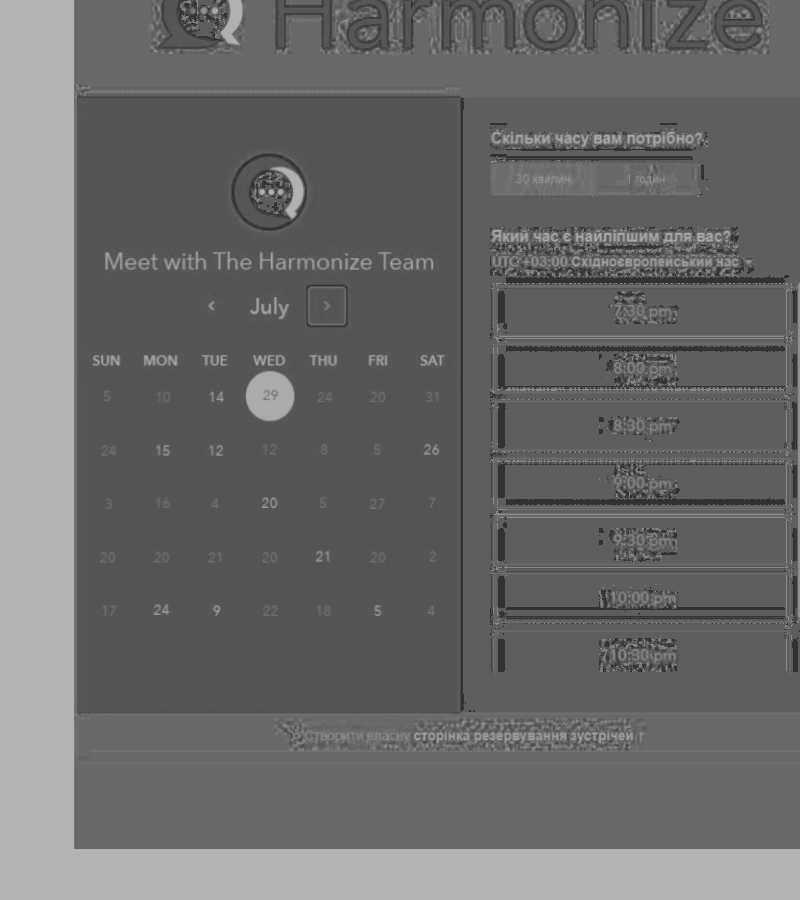 Harmonize
Meet with The Harmonize Team
July
SUN MON TUE WED THU FRI SAT
5 10 14 29 24 20 31
24 15 12 12 8 5 26
3 16 4 20 5 27 7
20 20 21 20 21 20 2
17 24 9 22 18 5 4
Скільки часу вам потрібно?
30 хвилин 1 годин
Який час є найліпшим для вас?
UTC +03:00 Східноєвропейський час
7:30 pm
8:00 pm
8:30 pm
9:00 pm
9:30 pm
10:00 pm
10:30 pm
Створити власну сторінка резервування зустрічей